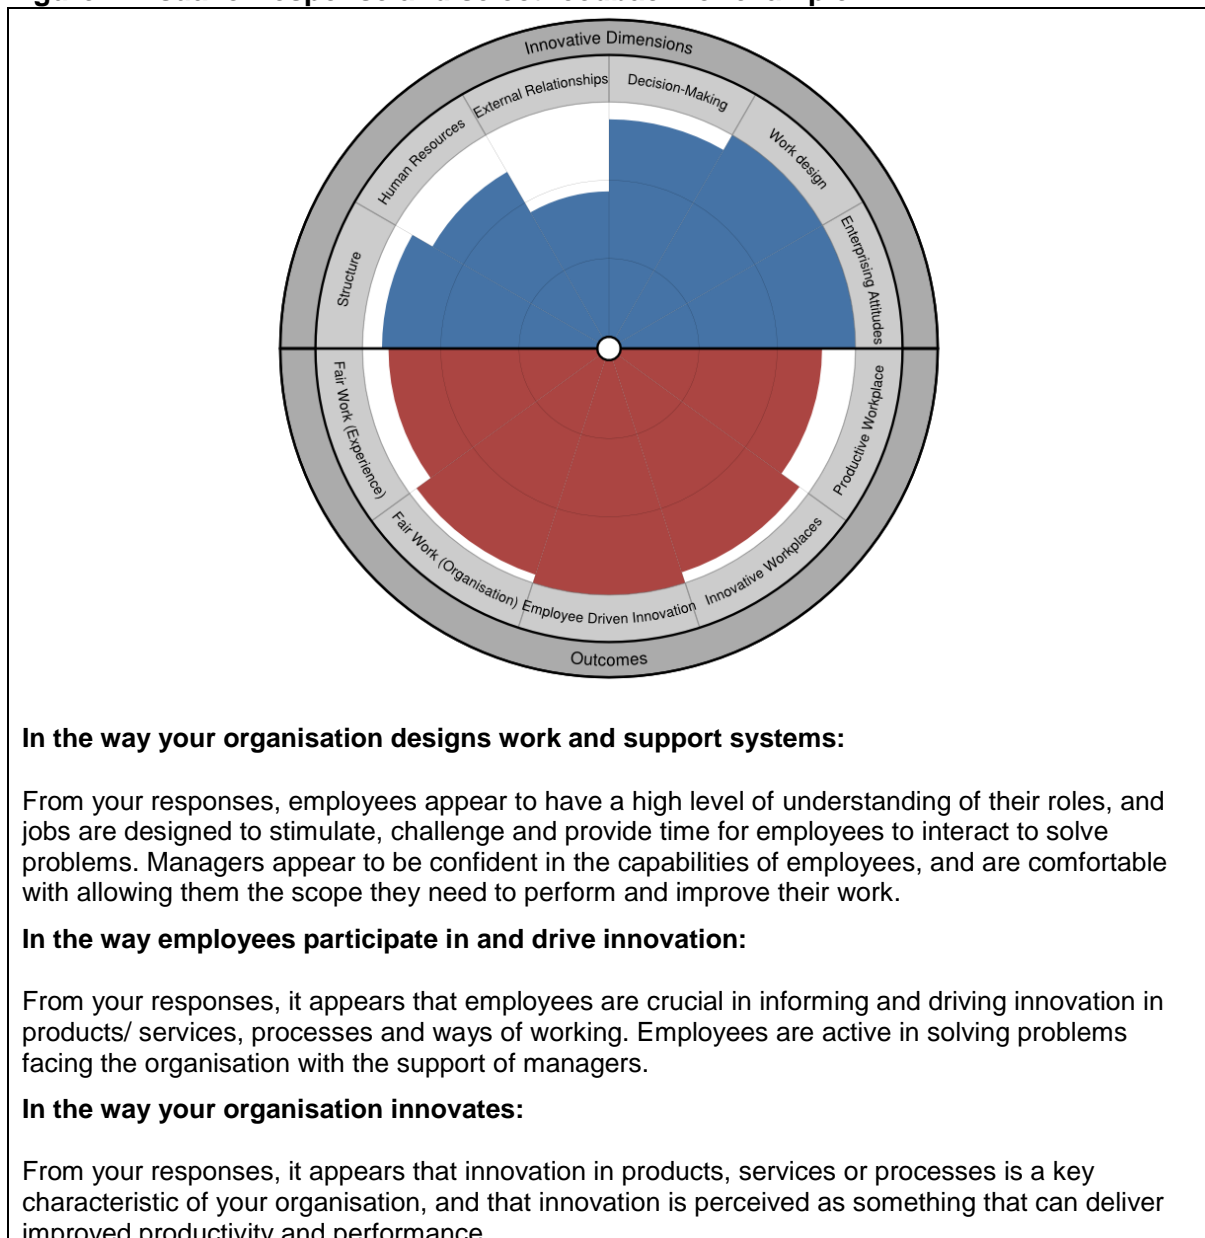 Innovative Dimensions
External Relationships
Decision-Making
Human Resources
Work design
Structure
Enterprising Attitudes
Fair Work (Experience)
Productive Workplace
Fair Work (Organisation)
Innovative Workplaces
Employee Driven Innovation
Outcomes
In the way your organisation designs work and support systems:
From your responses, employees appear to have a high level of understanding of their roles, and
jobs are designed to stimulate, challenge and provide time for employees to interact to solve
problems. Managers appear to be confident in the capabilities of employees, and are comfortable
with allowing them the scope they need to perform and improve their work.
In the way employees participate in and drive innovation:
From your responses, it appears that employees are crucial in informing and driving innovation in
products/ services, processes and ways of working. Employees are active in solving problems
facing the organisation with the support of managers.
In the way your organisation innovates:
From your responses, it appears that innovation in products, services or processes is a key
characteristic of your organisation, and that innovation is perceived as something that can deliver
improved productivity and performance